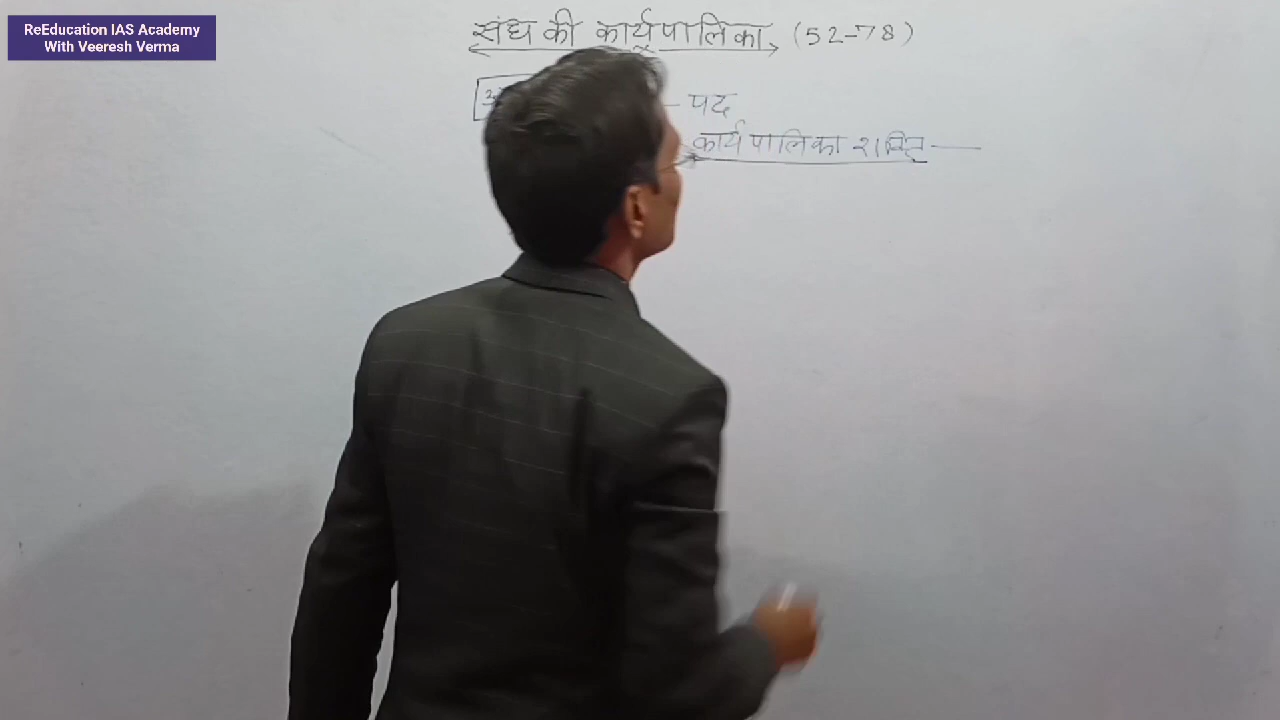 ReEducation IAS Academy
With Veeresh Verma
संघ की कार्यपालिका (52-78)
पद
कार्यपालिका शक्ति